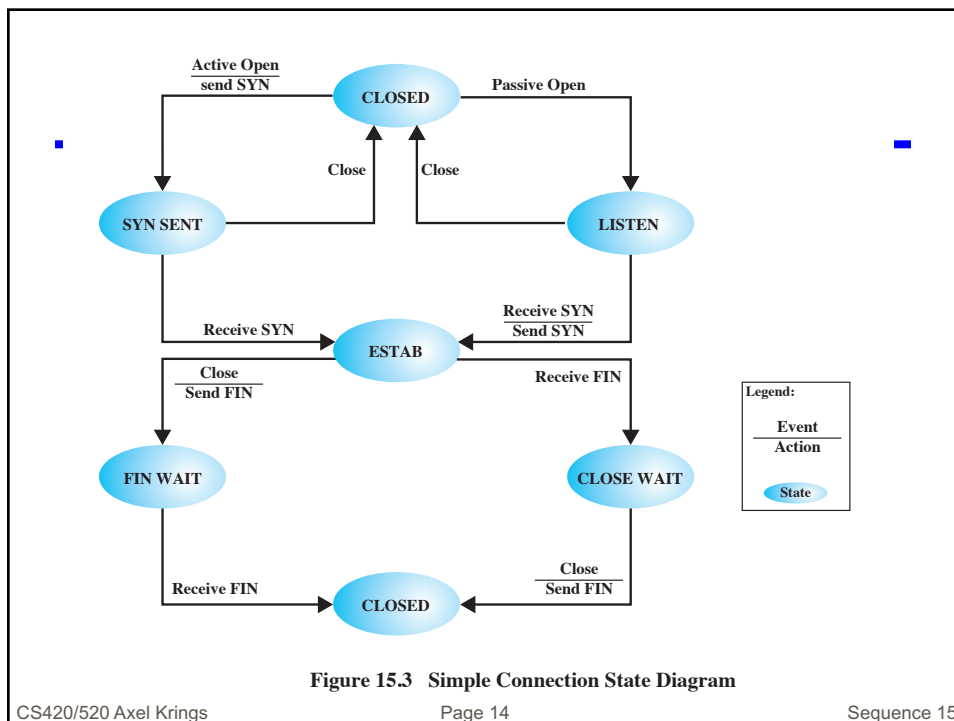 Active Open
send SYN
CLOSED
Passive Open
Close
Close
SYN SENT
LISTEN
Receive SYN
Receive SYN
Send SYN
ESTAB
Close
Send FIN
Receive FIN
Legend:
Event
Action
State
FIN WAIT
CLOSE WAIT
Receive FIN
Close
Send FIN
CLOSED
Figure 15.3 Simple Connection State Diagram
CS420/520 Axel Krings
Page 14
Sequence 15